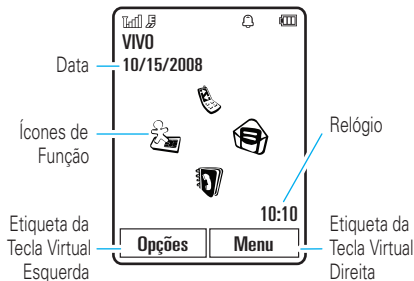 VIVO
Data
10/15/2008
Ícones de
Função
Relógio
10:10
Etiqueta da
Tecla Virtual
Esquerda
Opções
Menu
Etiqueta da
Tecla Virtual
Direita